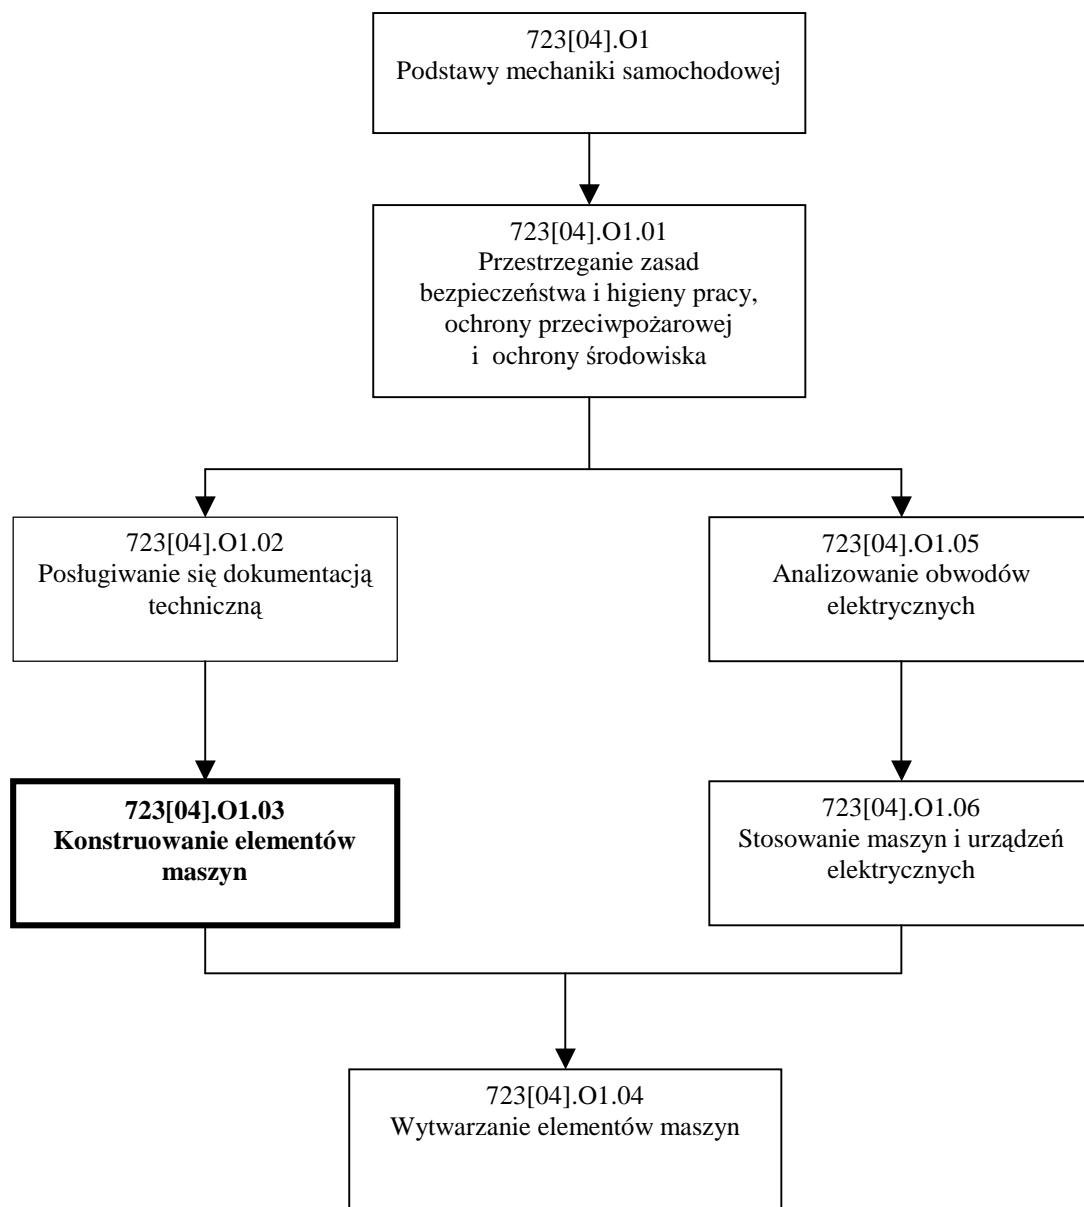 723[04].O1
Podstawy mechaniki samochodowej
723[04].O1.01
Przestrzeganie zasad
bezpieczeństwa i higieny pracy,
ochrony przeciwpożarowej
i ochrony środowiska
723[04].O1.02
Posługiwanie się dokumentacją
techniczną
723[04].O1.05
Analizowanie obwodów
elektrycznych
723[04].O1.03
Konstruowanie elementów
maszyn
723[04].O1.06
Stosowanie maszyn i urządzeń
elektrycznych
723[04].O1.04
Wytwarzanie elementów maszyn